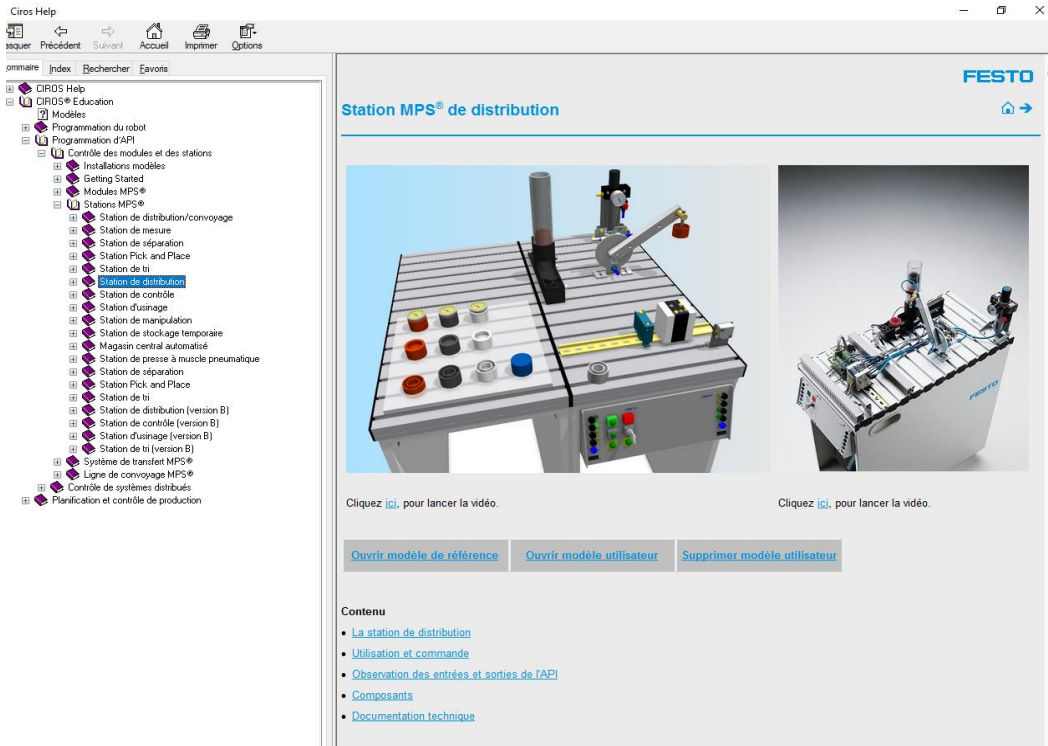 Ciros Help
asquer Précédent Suivant Accueil Imprimer Options
ommaire Index Rechercher Favoris
CIROS Help
CIROS® Education
Modèles
Programmation du robot
Programmation d'API
Contrôle des modules et des stations
Installations modèles
Getting Started
Modules MPS®
Stations MPS®
Station de distribution/convoyage
Station de mesure
Station de séparation
Station Pick and Place
Station de tri
Station de distribution
Station de contrôle
Station d'usinage
Station de manipulation
Station de stockage temporaire
Magasin central automatisé
Station de presse à muscle pneumatique
Station de séparation
Station Pick and Place
Station de tri
Station de distribution (version B)
Station de contrôle (version B)
Station d'usinage (version B)
Station de tri (version B)
Système de transfert MPS®
Ligne de convoyage MPS®
Contrôle de systèmes distribués
Planification et contrôle de production
FESTO
Station MPS® de distribution
FESTO
Cliquez ici, pour lancer la vidéo.
Cliquez ici, pour lancer la vidéo.
Ouvrir modèle de référence
Ouvrir modèle utilisateur
Supprimer modèle utilisateur
Contenu
• La station de distribution
• Utilisation et commande
• Observation des entrées et sorties de l'API
• Composants
• Documentation technique